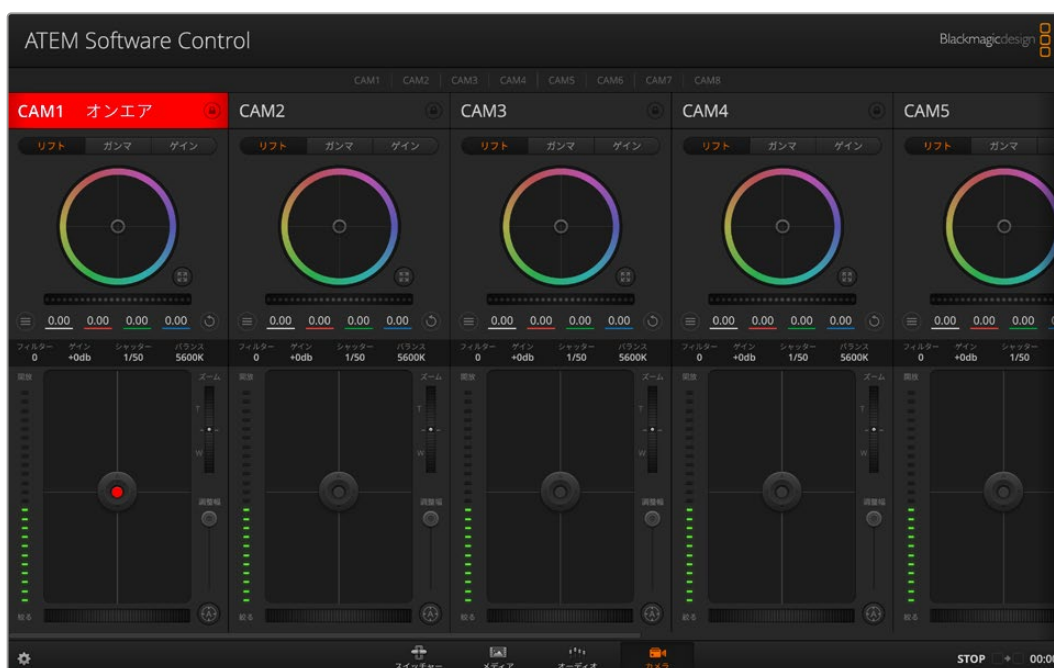 ATEM Software Control
Blackmagicdesign
CAM1 CAM2 CAM3 CAM4 CAM5 CAM6 CAM7 CAM8
CAM1 オンエア CAM2 CAM3 CAM4 CAM5
リフト ガンマ ゲイン リフト ガンマ ゲイン リフト ガンマ ゲイン リフト ガンマ ゲイン リフト ガンマ
0.00 0.00 0.00 0.00 0.00 0.00 0.00 0.00 0.00 0.00 0.00 0.00 0.00 0.00 0.00 0.00 0.00 0.00 0.00
フィルター ゲイン シャッター バランス フィルター ゲイン シャッター バランス フィルター ゲイン シャッター バランス フィルター ゲイン シャッター バランス フィルター ゲイン シャッター
0 +0db 1/50 5600K 0 +0db 1/50 5600K 0 +0db 1/50 5600K 0 +0db 1/50 5600K 0 +0db 1/50
開放 ズーム 開放 ズーム 開放 ズーム 開放 ズーム 開放
T T T T
W W W W
調整幅 調整幅 調整幅 調整幅
絞る 絞る 絞る 絞る 絞る
スイッチャー メディア オーディオ カメラ
STOP 00:0